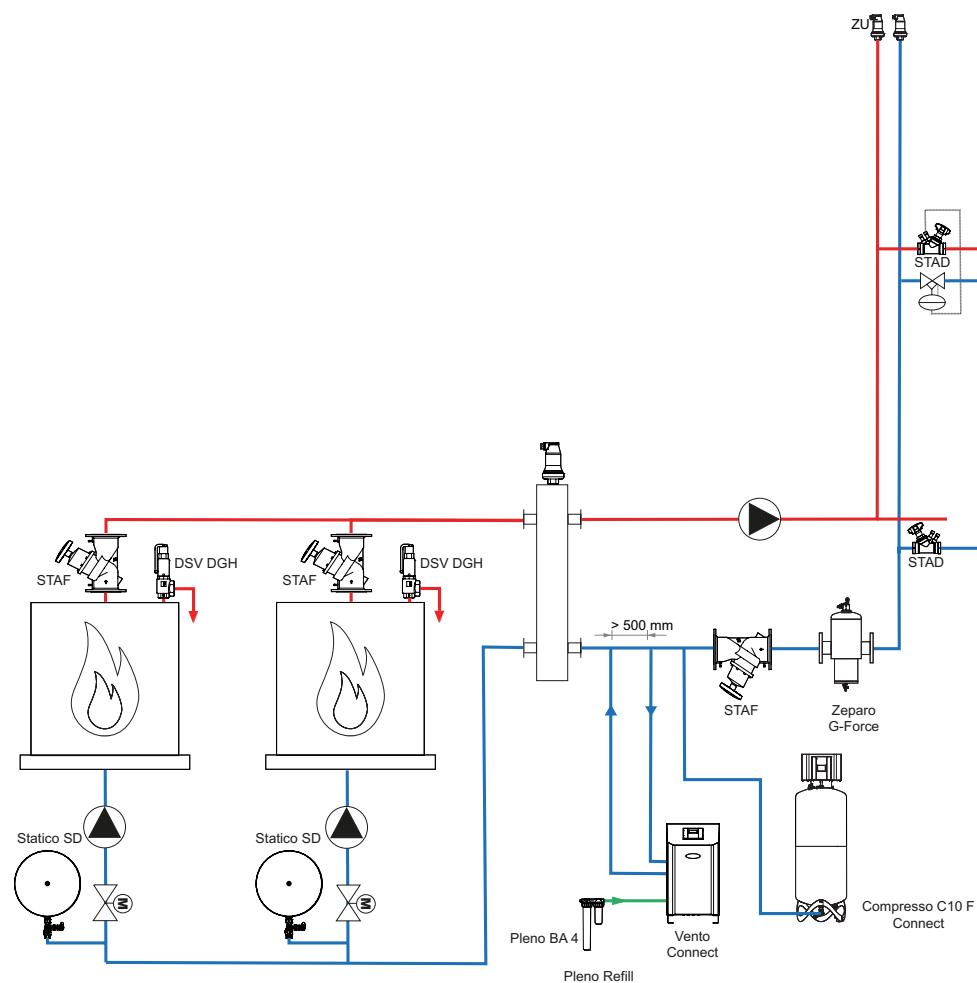 ZU
STAD
STAF
DSV DGH
STAF
DSV DGH
STAD
> 500 mm
STAF
Zeparo
G-Force
Statico SD
M
Statico SD
M
Pleno BA 4
Pleno Refill
Vento
Connect
Compresso C10 F
Connect